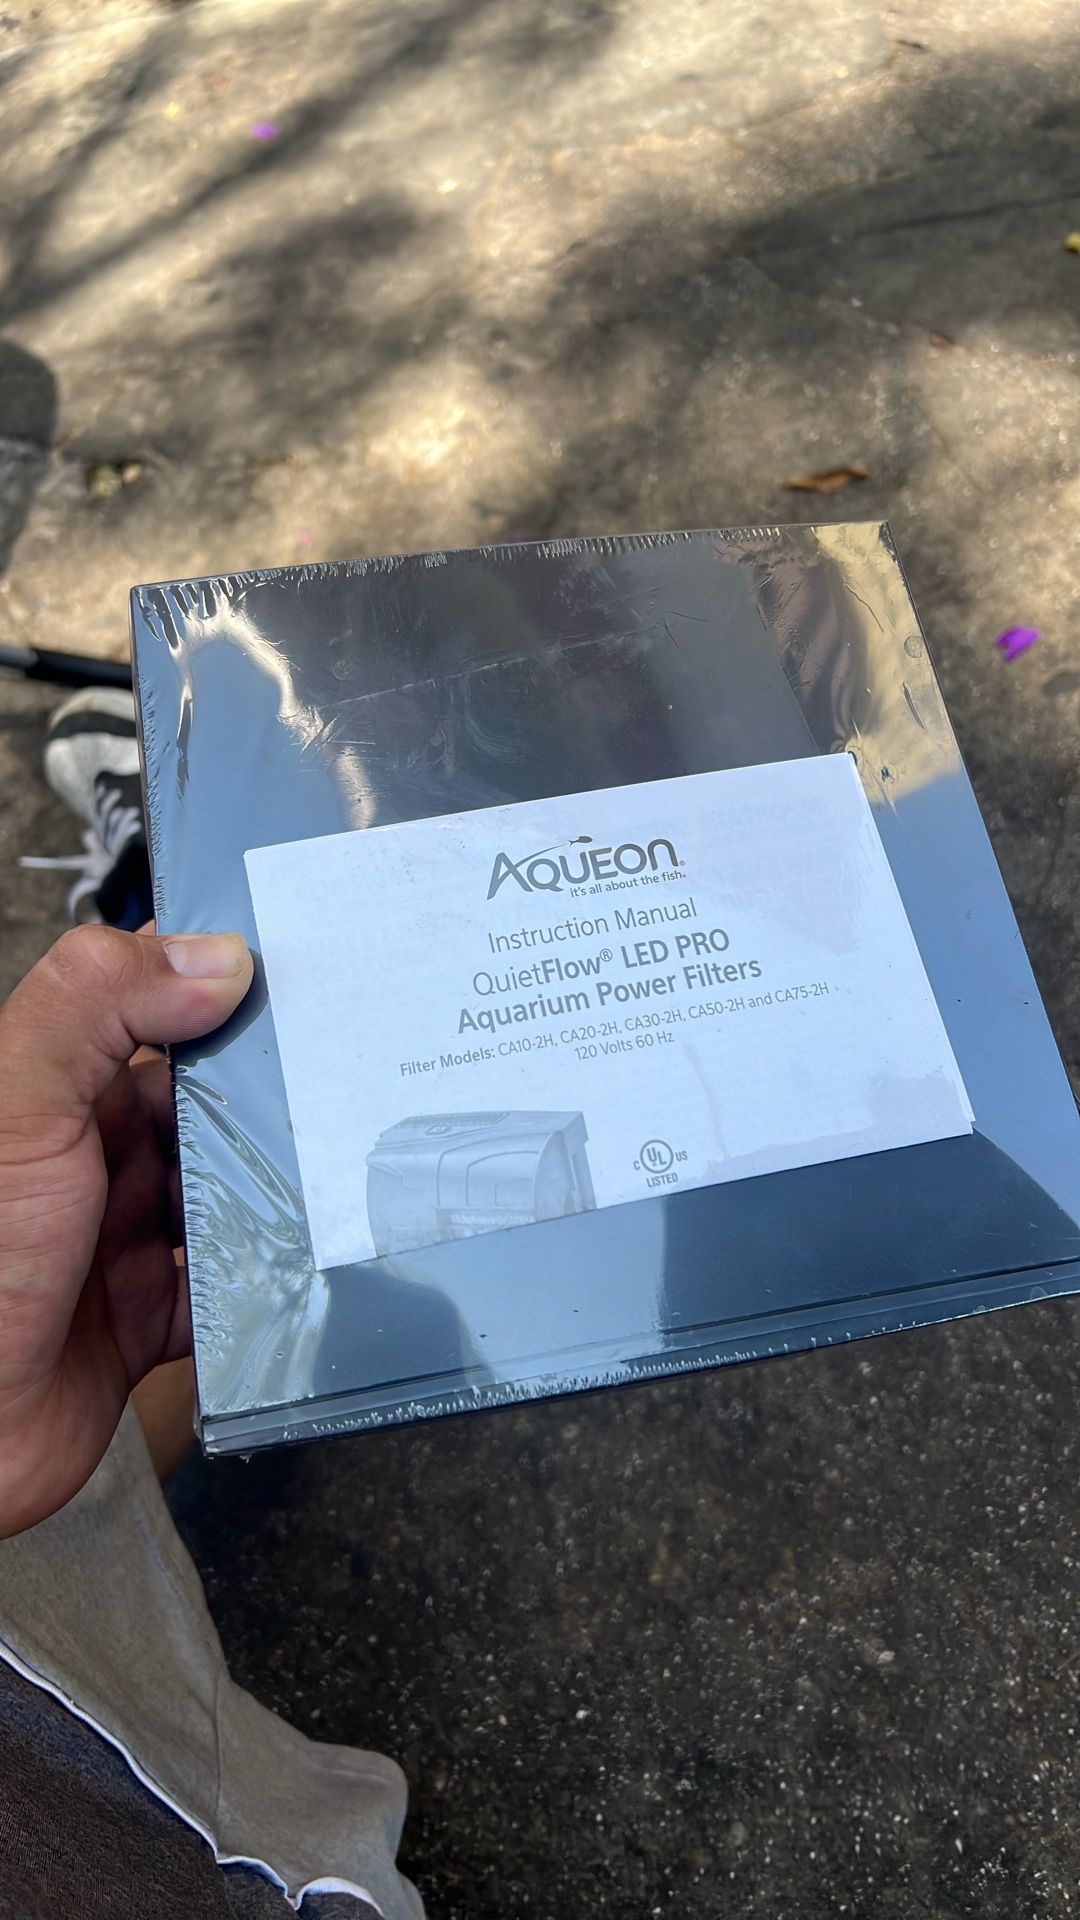 AQUEON®
it's all about the fish®
Instruction Manual
QuietFlow® LED PRO
Aquarium Power Filters
Filter Models: CA10-2H, CA20-2H, CA30-2H, CA50-2H and CA75-2H
120 Volts 60 Hz
C UL US
LISTED